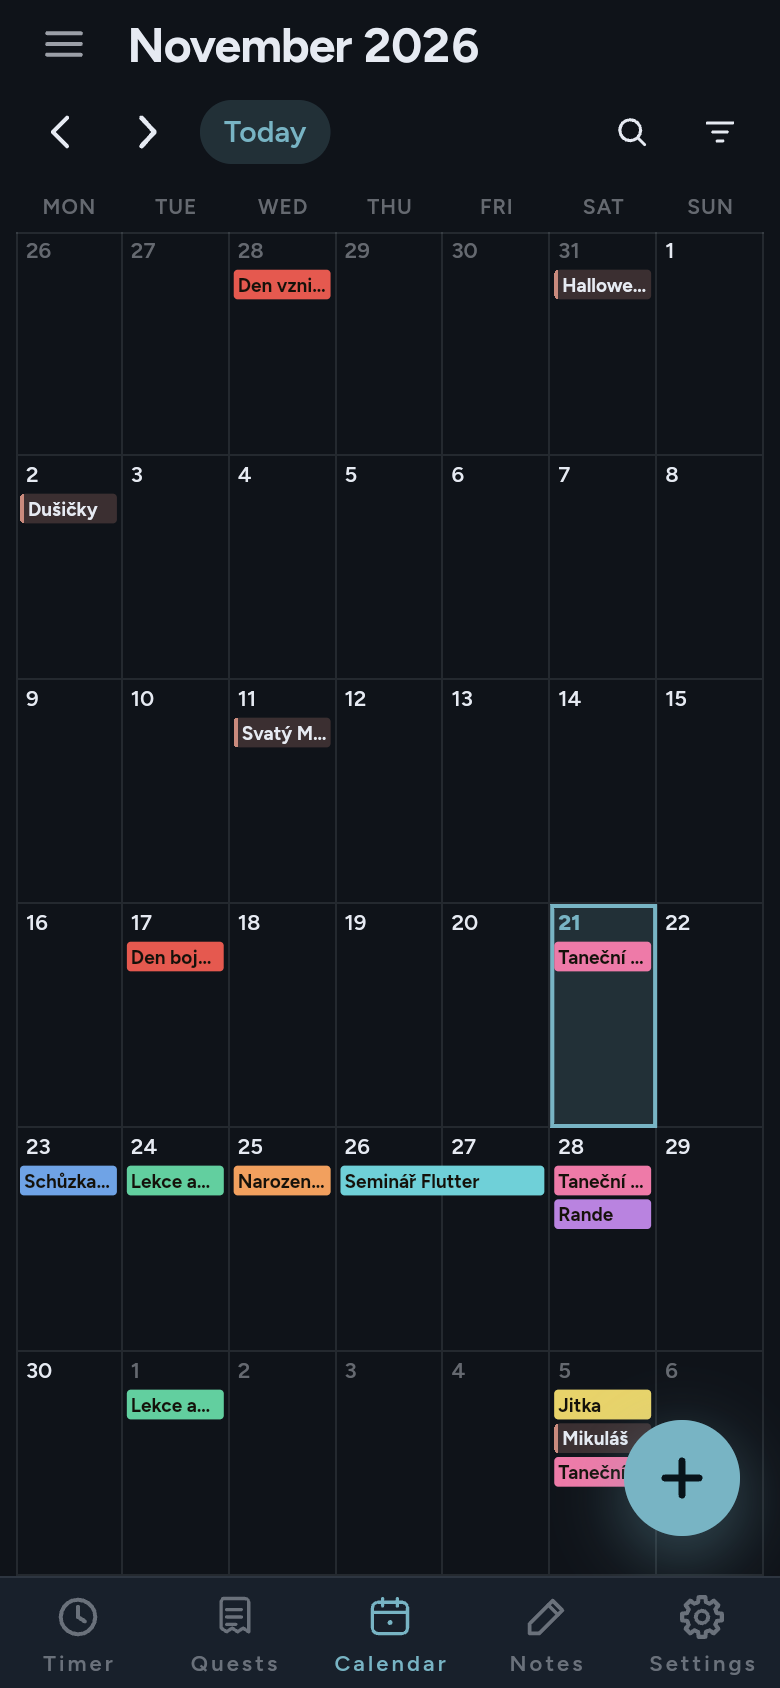 November 2026
Today
MON TUE WED THU FRI SAT SUN
26 27 28 29 30 31 1
Den vzni... Hallowe...
2 3 4 5 6 7 8
Dušičky
9 10 11 12 13 14 15
Svatý M...
16 17 18 19 20 21 22
Den boj... Taneční ...
23 24 25 26 27 28 29
Schůzka... Lekce a... Narozen... Seminář Flutter Taneční ...
Rande
30 1 2 3 4 5 6
Lekce a... Jitka
Mikuláš
Taneční
Timer Quests Calendar Notes Settings